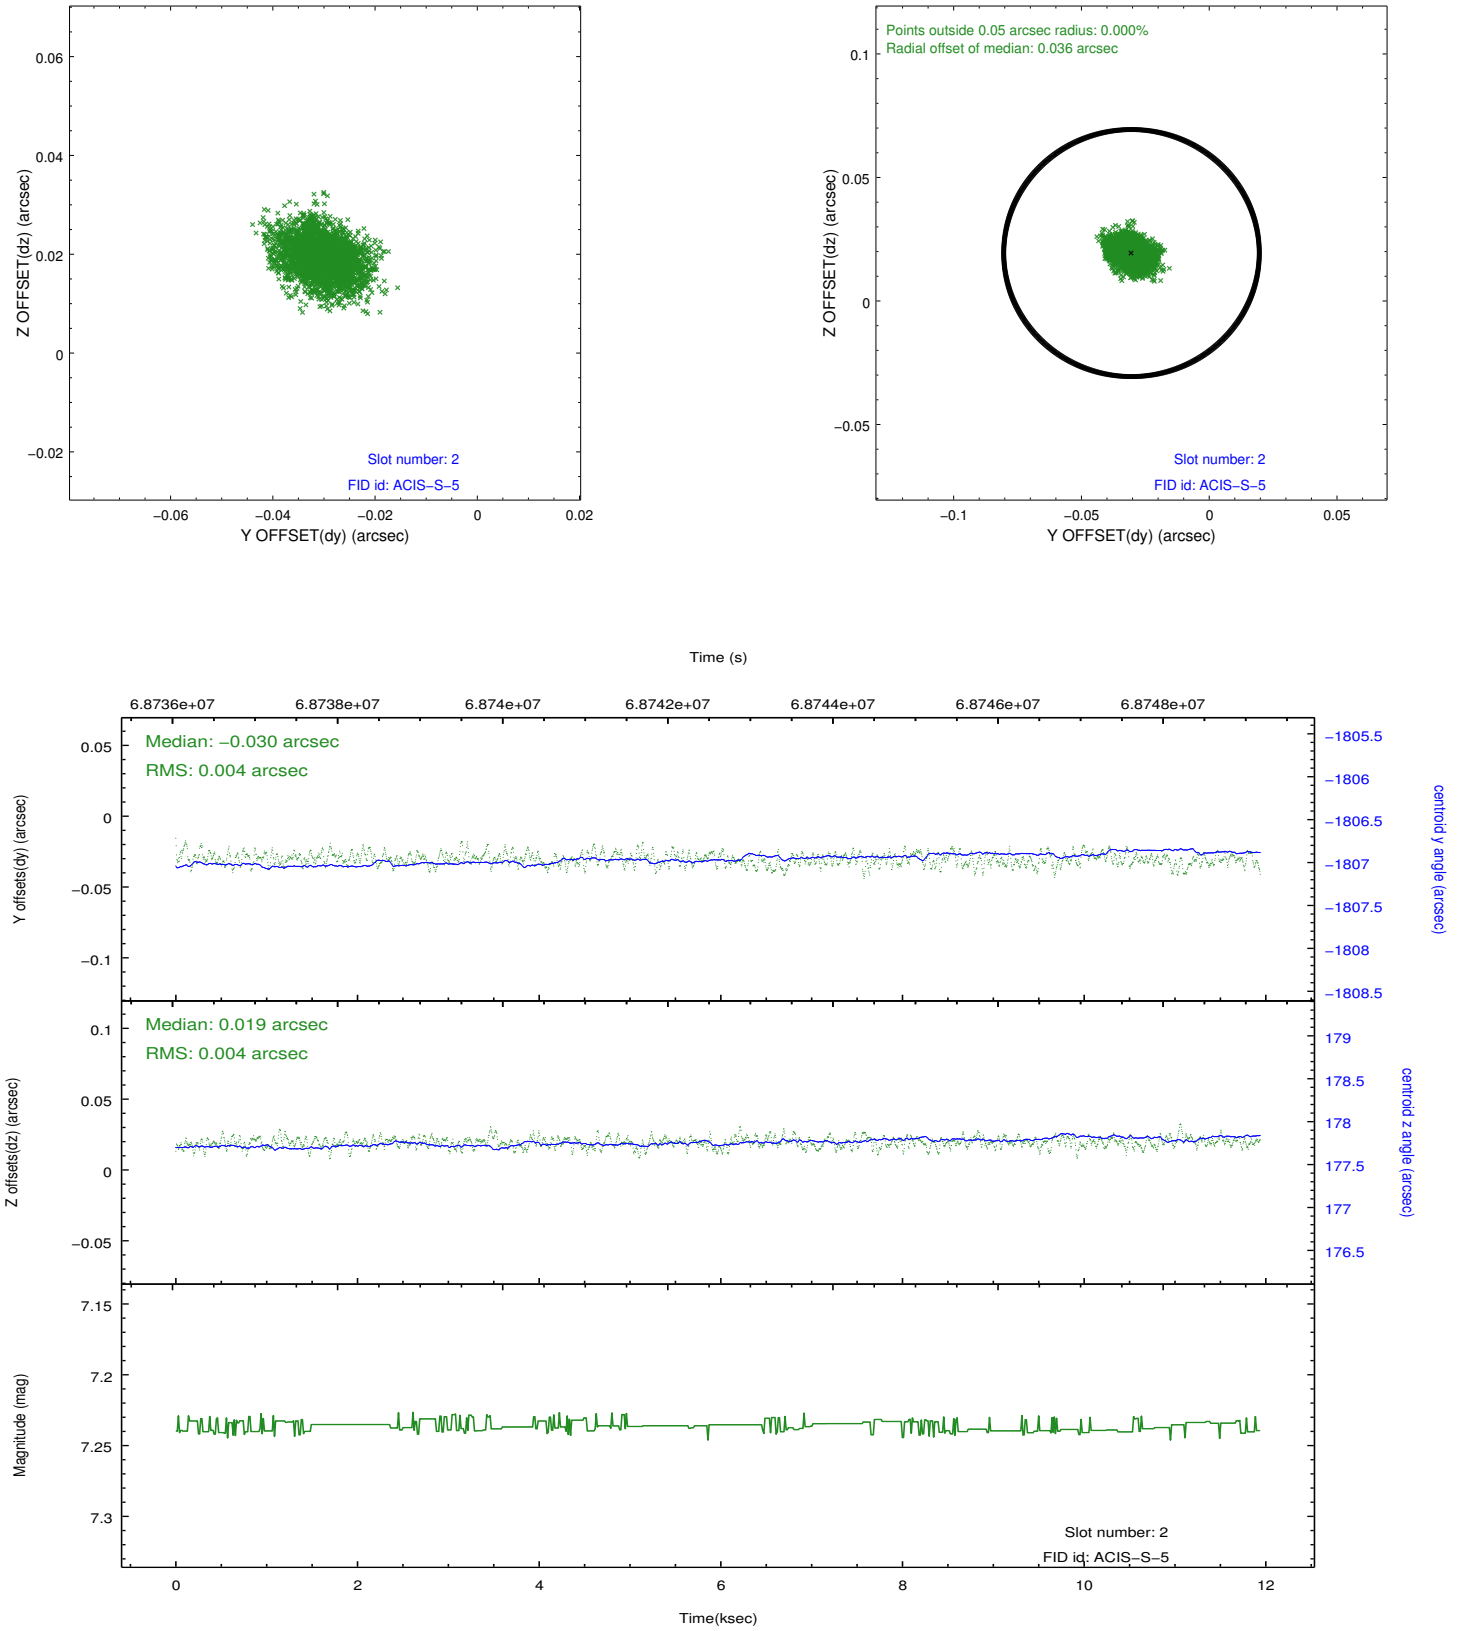 0.06
0.04
0.02
0
−0.02
Z OFFSET(dz) (arcsec)
Slot number: 2
FID id: ACIS−S−5
−0.06
−0.04
−0.02
0
0.02
Y OFFSET(dy) (arcsec)
Points outside 0.05 arcsec radius: 0.000%
Radial offset of median: 0.036 arcsec
0.1
0.05
0
−0.05
Z OFFSET(dz) (arcsec)
Slot number: 2
FID id: ACIS−S−5
−0.1
−0.05
0
0.05
Y OFFSET(dy) (arcsec)
Time (s)
6.8736e+07
6.8738e+07
6.874e+07
6.8742e+07
6.8744e+07
6.8746e+07
6.8748e+07
Median: −0.030 arcsec
RMS: 0.004 arcsec
0.05
0
−0.05
−0.1
Y offsets(dy) (arcsec)
−1805.5
−1806
−1806.5
−1807
−1807.5
−1808
−1808.5
centroid y angle (arcsec)
Median: 0.019 arcsec
RMS: 0.004 arcsec
0.1
0.05
0
−0.05
Z offsets(dz) (arcsec)
179
178.5
178
177.5
177
176.5
centroid z angle (arcsec)
7.15
7.2
7.25
7.3
Magnitude (mag)
Slot number: 2
FID id: ACIS−S−5
0
2
4
6
8
10
12
Time(ksec)